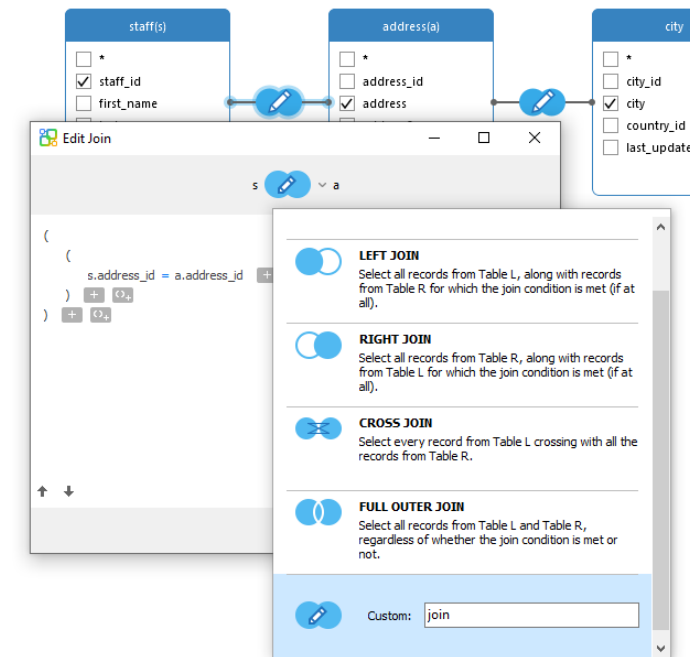 staff(s)
address(a)
city
*
*
*
staff_id
address_id
city_id
first_name
address
city
country_id
last_update
Edit Join
s
a
(
(
s.address_id = a.address_id +
) + ()+
) + ()+
LEFT JOIN
Select all records from Table L, along with records
from Table R for which the join condition is met (if at
all).
RIGHT JOIN
Select all records from Table R, along with records
from Table L for which the join condition is met (if at
all).
CROSS JOIN
Select every record from Table L crossing with all the
records from Table R.
FULL OUTER JOIN
Select all records from Table L and Table R,
regardless of whether the join condition is met or
not.
Custom: join